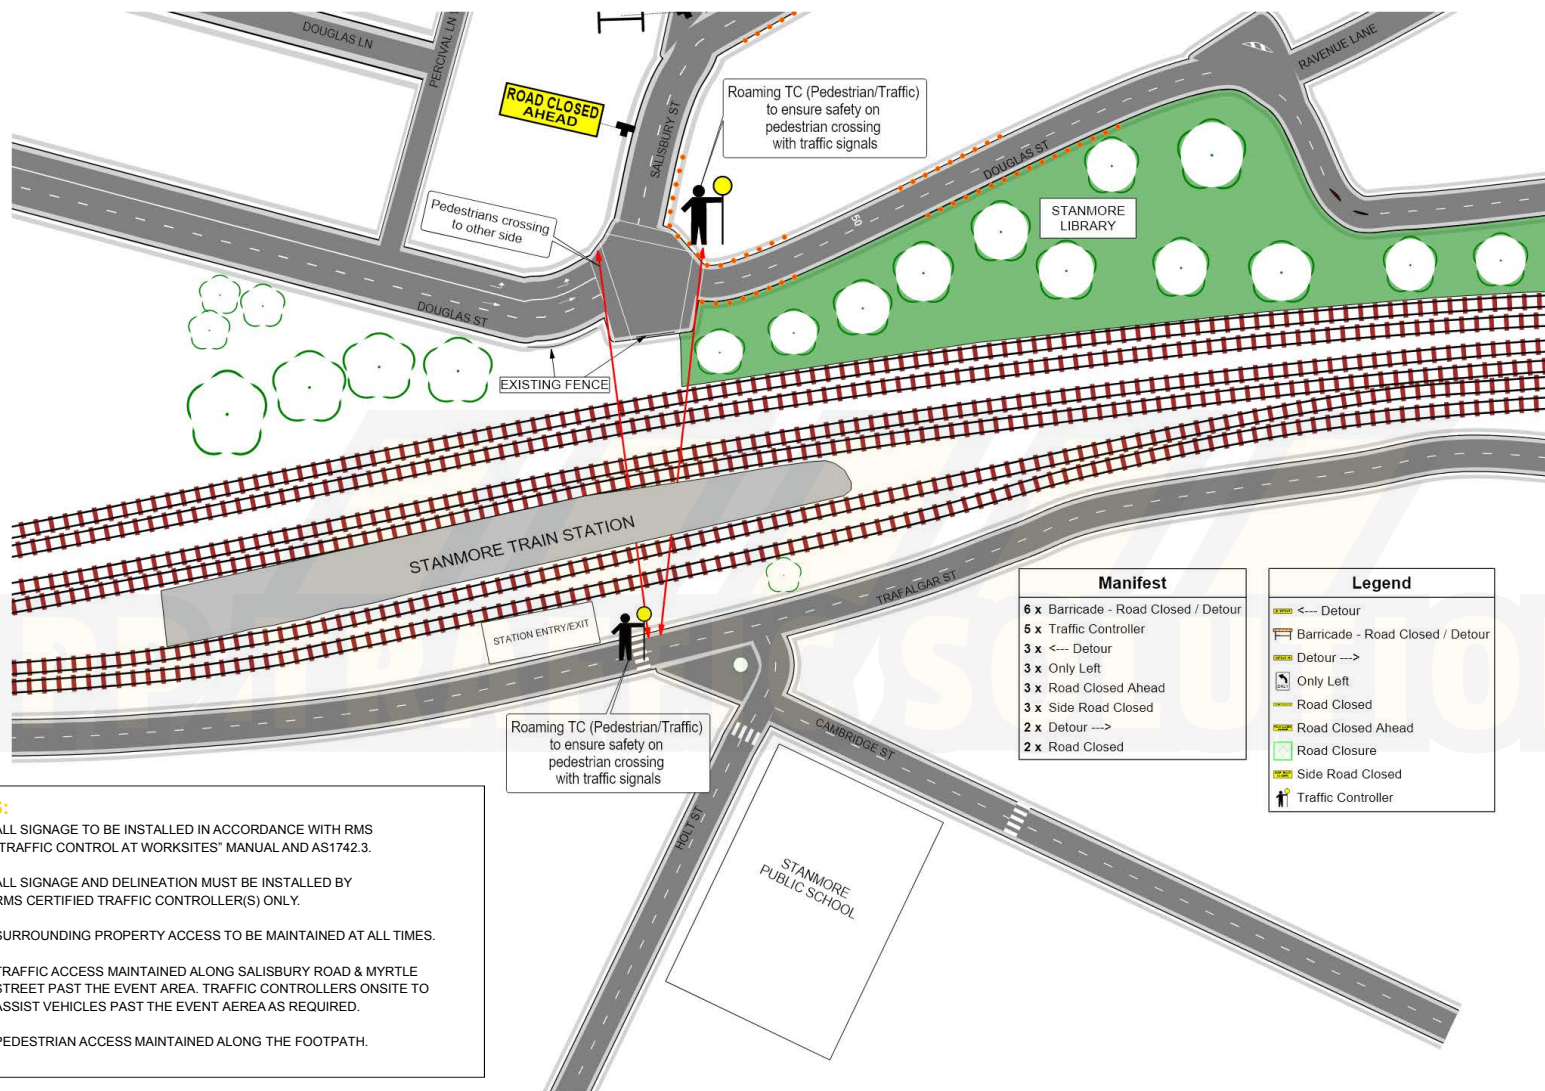 DOUGLAS LN
PERCIVAL LN
ROAD CLOSED
AHEAD
SALISBURY ST
Roaming TC (Pedestrian/Traffic)
to ensure safety on
pedestrian crossing
with traffic signals
RAVENUE LANE
DOUGLAS ST
50
STANMORE
LIBRARY
Pedestrians crossing
to other side
DOUGLAS ST
EXISTING FENCE
STANMORE TRAIN STATION
STATION ENTRY/EXIT
TRAFALGAR ST
Roaming TC (Pedestrian/Traffic)
to ensure safety on
pedestrian crossing
with traffic signals
CAMBRIDGE ST
HOLT ST
STANMORE
PUBLIC SCHOOL
Manifest
6 x Barricade - Road Closed / Detour
5 x Traffic Controller
3 x <--- Detour
3 x Only Left
3 x Road Closed Ahead
3 x Side Road Closed
2 x Detour --->
2 x Road Closed
Legend
<--- Detour
Barricade - Road Closed / Detour
Detour --->
ONLY
Only Left
Road Closed
Road Closed Ahead
Road Closure
Side Road Closed
Traffic Controller
S:
ALL SIGNAGE TO BE INSTALLED IN ACCORDANCE WITH RMS
"TRAFFIC CONTROL AT WORKSITES" MANUAL AND AS1742.3.
ALL SIGNAGE AND DELINEATION MUST BE INSTALLED BY
RMS CERTIFIED TRAFFIC CONTROLLER(S) ONLY.
SURROUNDING PROPERTY ACCESS TO BE MAINTAINED AT ALL TIMES.
TRAFFIC ACCESS MAINTAINED ALONG SALISBURY ROAD & MYRTLE
STREET PAST THE EVENT AREA. TRAFFIC CONTROLLERS ONSITE TO
ASSIST VEHICLES PAST THE EVENT AEREA AS REQUIRED.
PEDESTRIAN ACCESS MAINTAINED ALONG THE FOOTPATH.